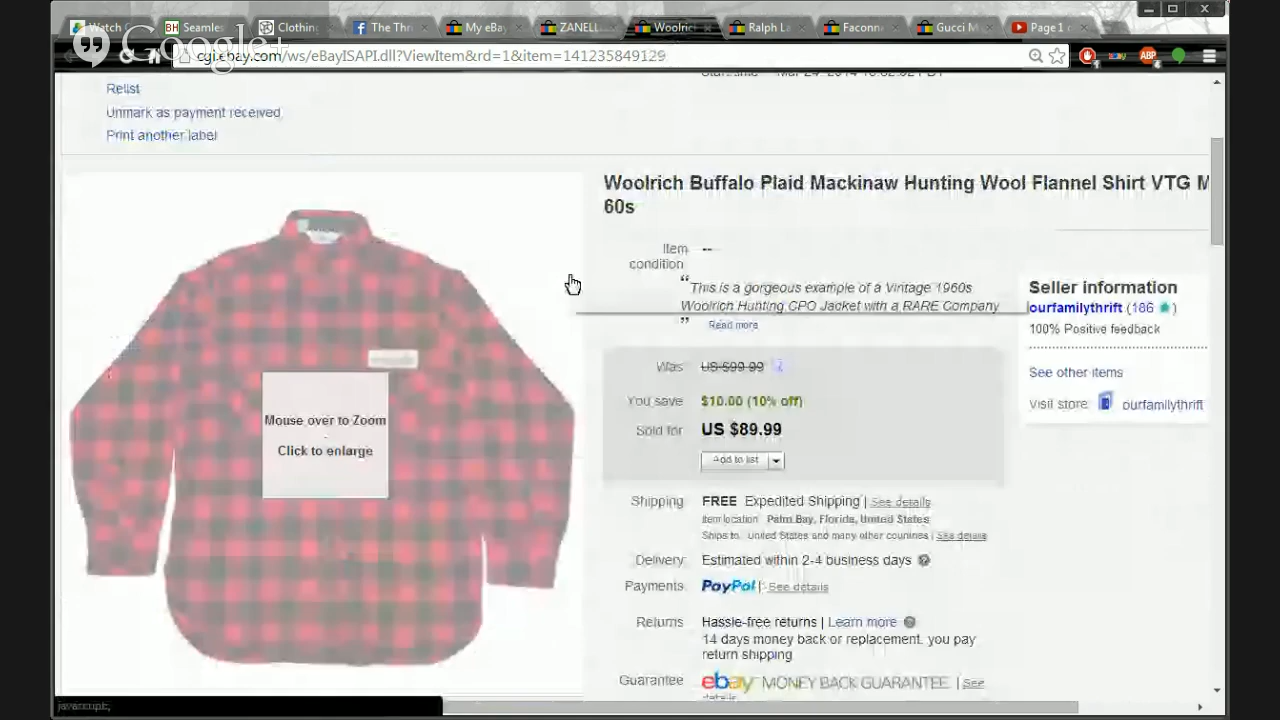 Watch
Seamle
Clothing
The Thr
My eBa
ZANELL
Woolric
Ralph L
Faconn
Gucci M
Page 1
Google+
cgi.ebay.com/ws/eBayISAPI.dll?ViewItem&rd=1&item=141235849129
Relist
Unmark as payment received
Print another label
Woolrich Buffalo Plaid Mackinaw Hunting Wool Flannel Shirt VTG M
60s
Item condition --
“This is a gorgeous example of a Vintage 1960s
Woolrich Hunting CPO Jacket with a RARE Company
” Read more
Was: US $99.99
You save $10.00 (10% off)
Sold for US $89.99
Add to list
Shipping: FREE Expedited Shipping | See details
Item location: Palm Bay, Florida, United States
Ships to: United States and many other countries | See details
Delivery: Estimated within 2-4 business days
Payments: PayPal | See details
Returns: Hassle-free returns | Learn more
14 days money back or replacement, you pay
return shipping
Guarantee: ebay MONEY BACK GUARANTEE | See
details
Seller information
ourfamilythrift (186)
100% Positive feedback
See other items
Visit store: ourfamilythrift
Mouse over to Zoom
-
Click to enlarge